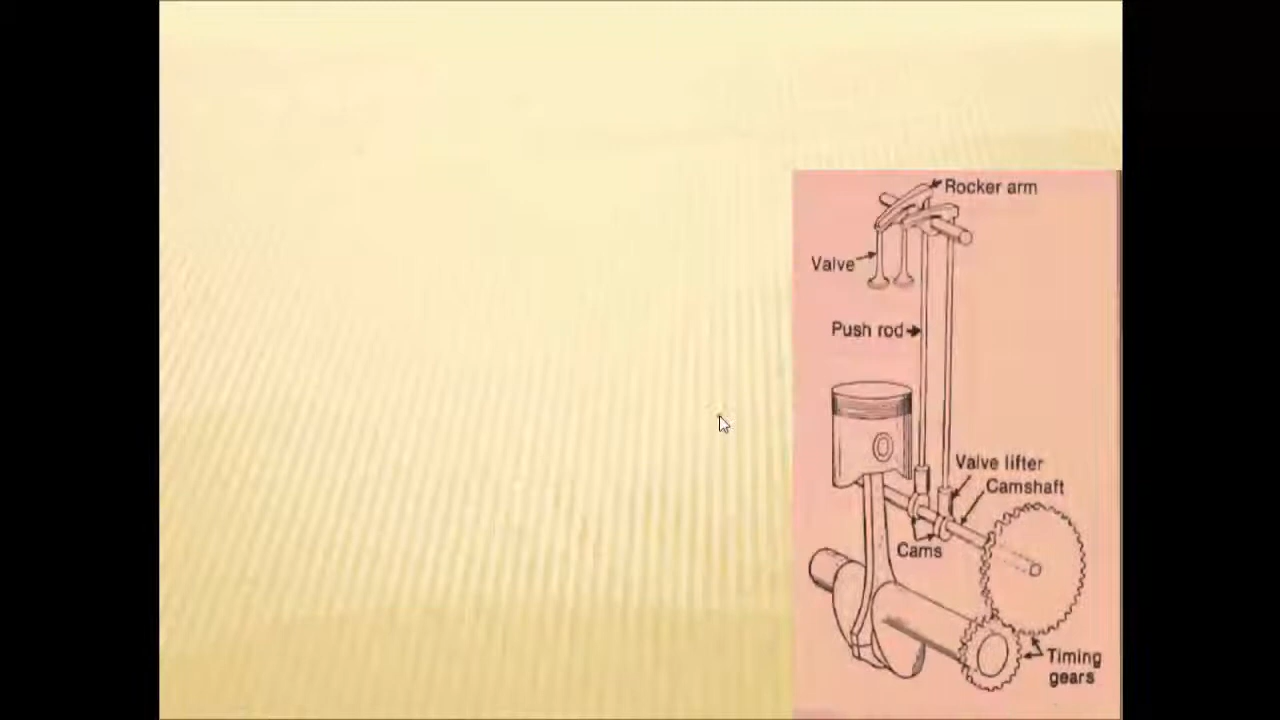 Rocker arm
Valve
Push rod
Valve lifter
Camshaft
Cams
Timing
gears